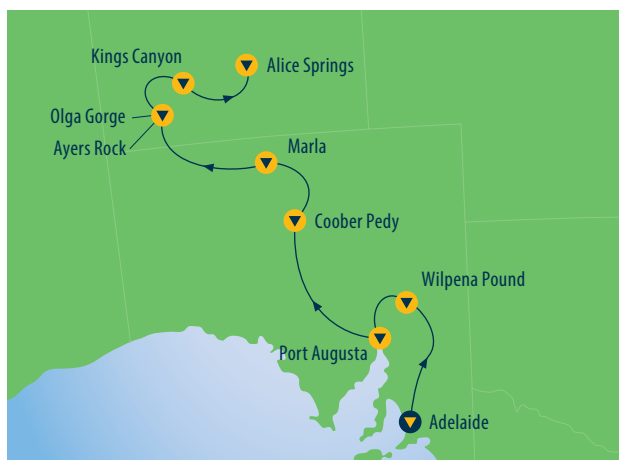 Kings Canyon
Alice Springs
Olga Gorge
Ayers Rock
Marla
Coober Pedy
Wilpena Pound
Port Augusta
Adelaide